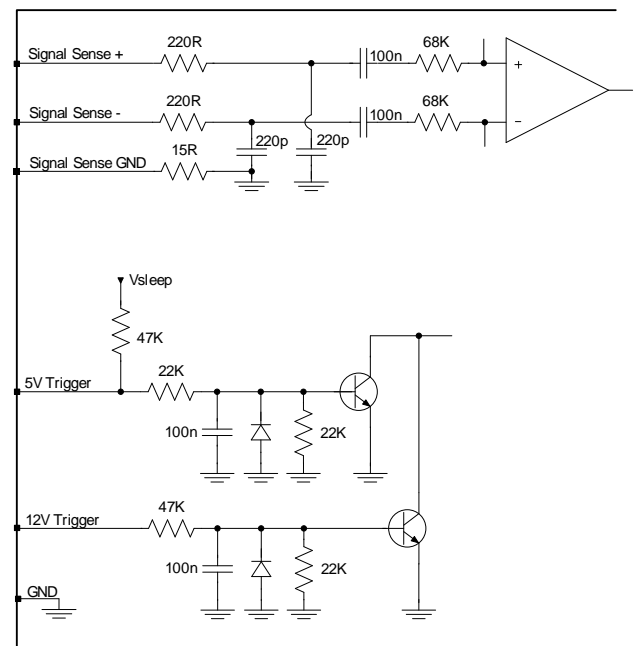 220R
100n
68K
Signal Sense +
+
220R
100n
68K
Signal Sense -
-
220p
220p
Signal Sense GND
15R
Vsleep
47K
5V Trigger
22K
100n
22K
12V Trigger
47K
100n
22K
GND